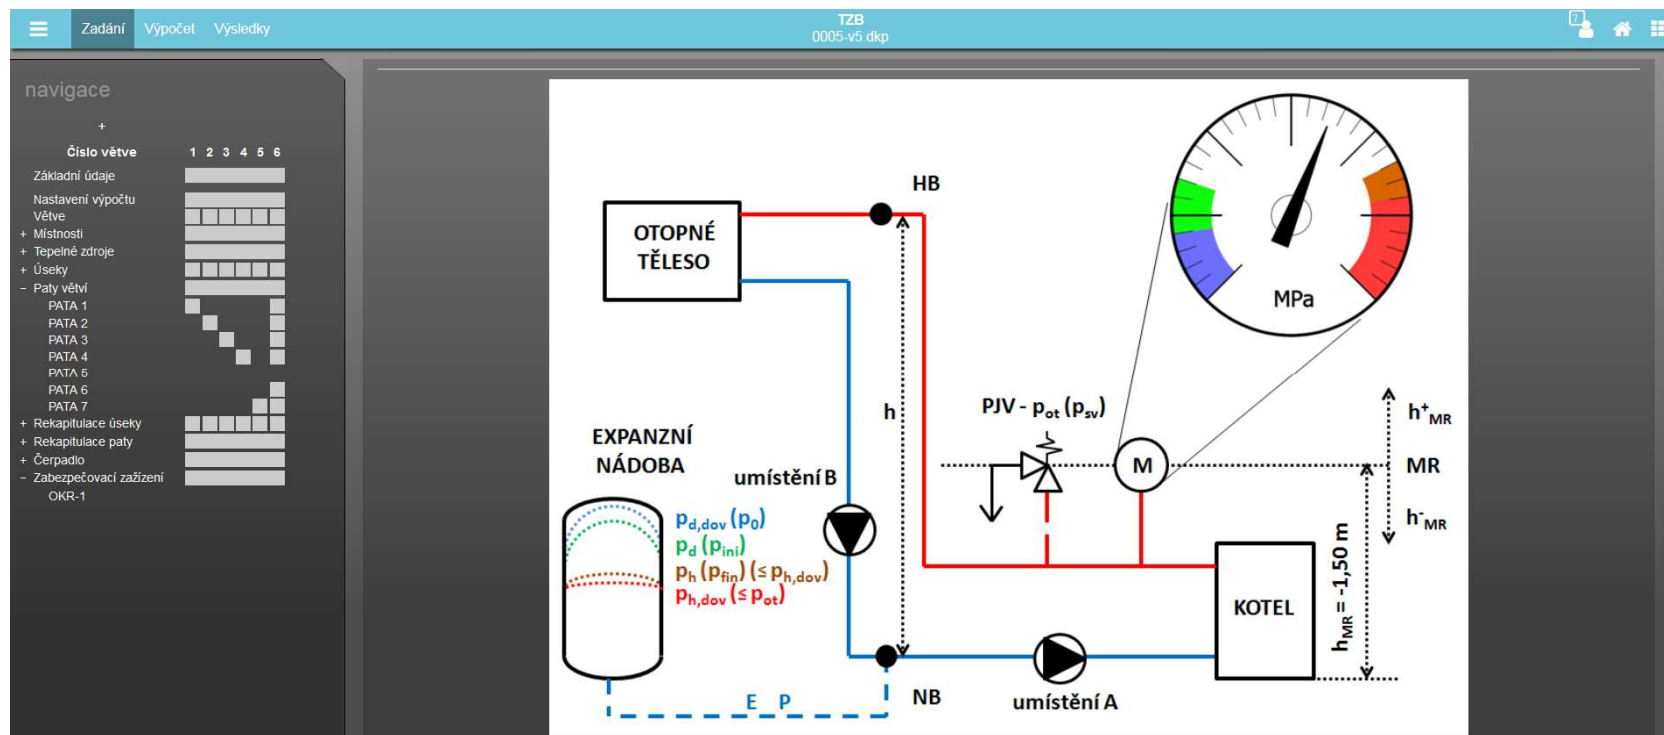 Zadání Výpočet Výsledky
TZB
0005-v5.dkp
7
navigace
+
Číslo větve 1 2 3 4 5 6
Základní údaje
Nastavení výpočtu
Větve
+ Místnosti
+ Tepelné zdroje
+ Úseky
− Paty větví
PATA 1
PATA 2
PATA 3
PATA 4
PATA 5
PATA 6
PATA 7
+ Rekapitulace úseky
+ Rekapitulace paty
+ Čerpadlo
− Zabezpečovací zažízení
OKR-1
HB
OTOPNÉ
TĚLESO
MPa
h
PJV - pot (psv)
h+MR
MR
h-MR
M
EXPANZNÍ
NÁDOBA
umístění B
pd,dov (p0)
pd (pini)
ph (pfin) (≤ ph,dov)
ph,dov (≤ pot)
KOTEL
hMR = -1,50 m
E P
NB
umístění A